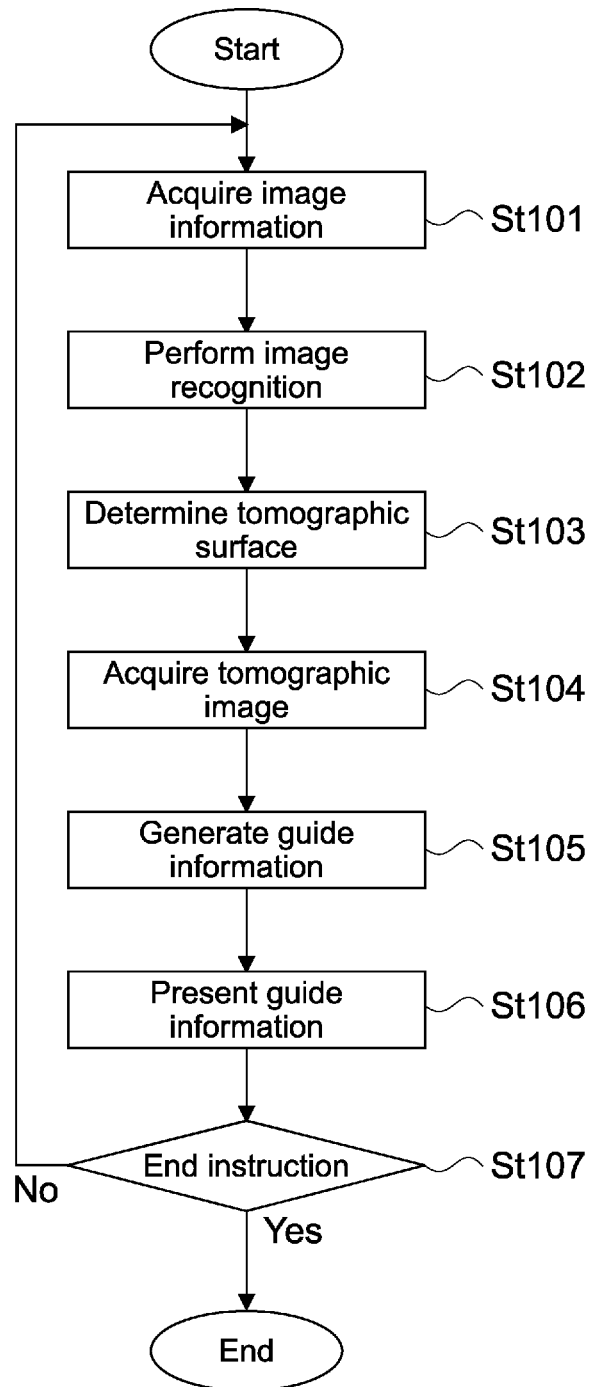 Start
Acquire image
information
St101
Perform image
recognition
St102
Determine tomographic
surface
St103
Acquire tomographic
image
St104
Generate guide
information
St105
Present guide
information
St106
End instruction
St107
No
Yes
End